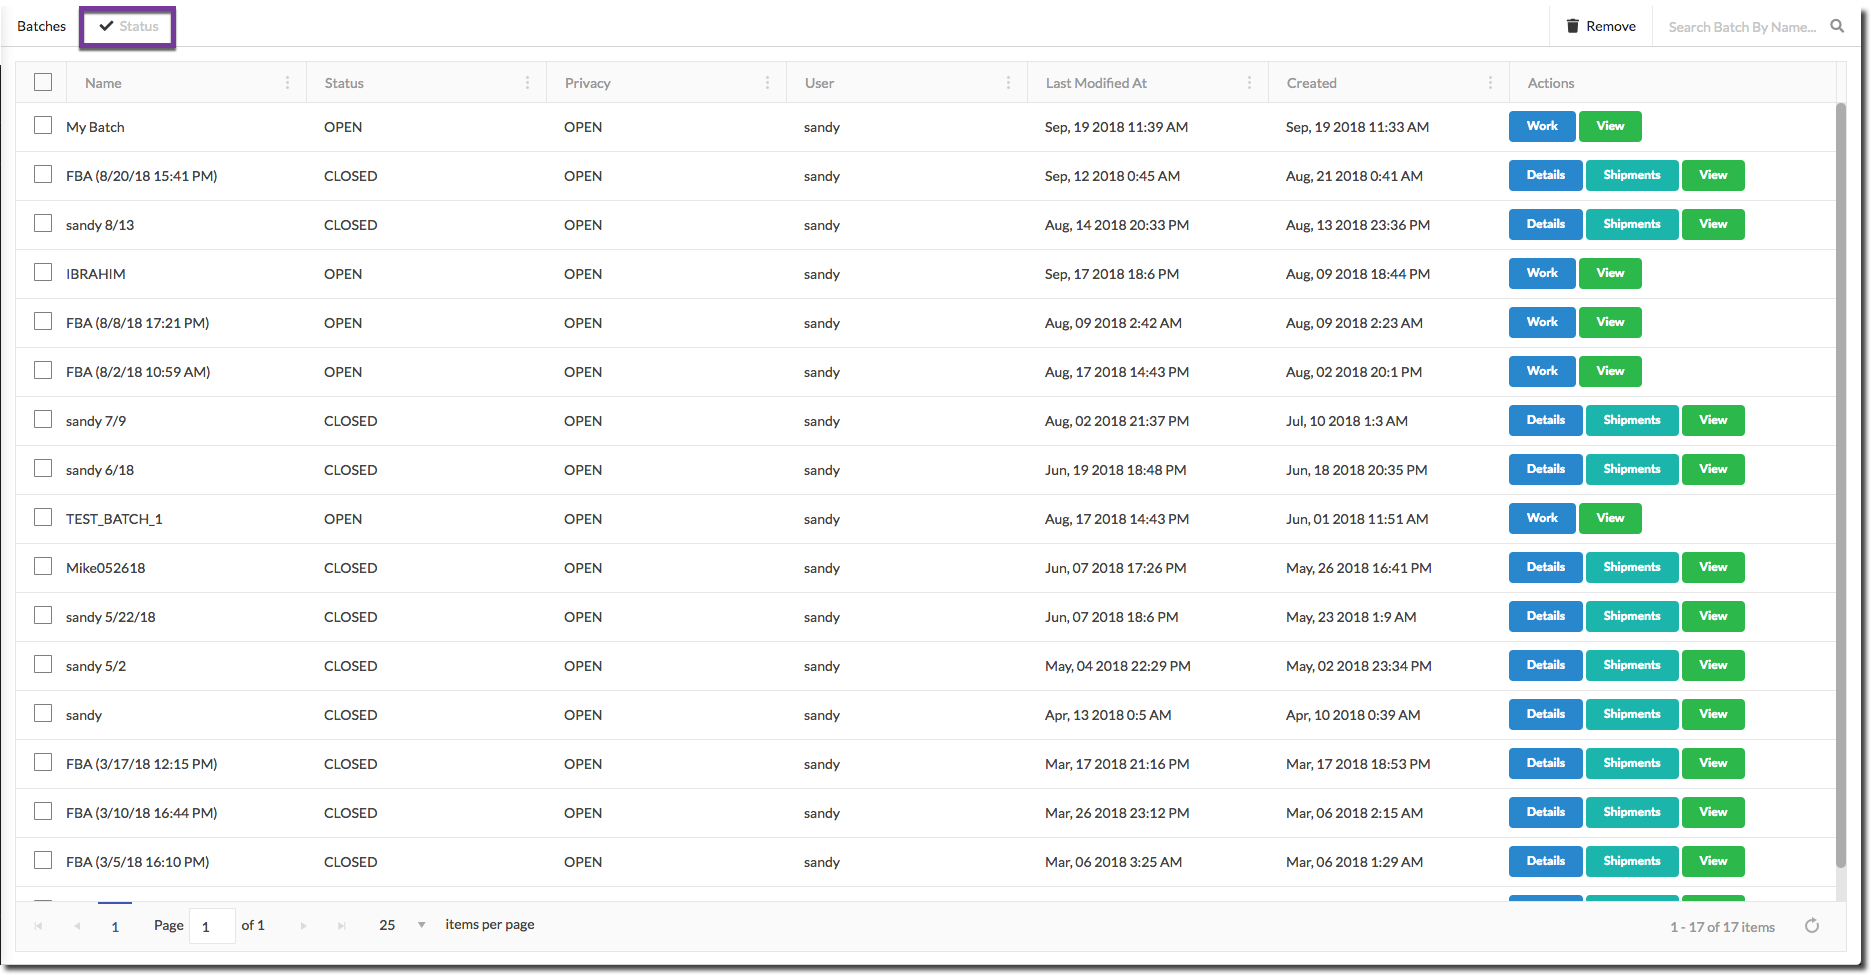 Batches Status Remove Search Batch By Name...
Name Status Privacy User Last Modified At Created Actions
My Batch OPEN OPEN sandy Sep, 19 2018 11:39 AM Sep, 19 2018 11:33 AM Work View
FBA (8/20/18 15:41 PM) CLOSED OPEN sandy Sep, 12 2018 0:45 AM Aug, 21 2018 0:41 AM Details Shipments View
sandy 8/13 CLOSED OPEN sandy Aug, 14 2018 20:33 PM Aug, 13 2018 23:36 PM Details Shipments View
IBRAHIM OPEN OPEN sandy Sep, 17 2018 18:6 PM Aug, 09 2018 18:44 PM Work View
FBA (8/8/18 17:21 PM) OPEN OPEN sandy Aug, 09 2018 2:42 AM Aug, 09 2018 2:23 AM Work View
FBA (8/2/18 10:59 AM) OPEN OPEN sandy Aug, 17 2018 14:43 PM Aug, 02 2018 20:1 PM Work View
sandy 7/9 CLOSED OPEN sandy Aug, 02 2018 21:37 PM Jul, 10 2018 1:3 AM Details Shipments View
sandy 6/18 CLOSED OPEN sandy Jun, 19 2018 18:48 PM Jun, 18 2018 20:35 PM Details Shipments View
TEST_BATCH_1 OPEN OPEN sandy Aug, 17 2018 14:43 PM Jun, 01 2018 11:51 AM Work View
Mike052618 CLOSED OPEN sandy Jun, 07 2018 17:26 PM May, 26 2018 16:41 PM Details Shipments View
sandy 5/22/18 CLOSED OPEN sandy Jun, 07 2018 18:6 PM May, 23 2018 1:9 AM Details Shipments View
sandy 5/2 CLOSED OPEN sandy May, 04 2018 22:29 PM May, 02 2018 23:34 PM Details Shipments View
sandy CLOSED OPEN sandy Apr, 13 2018 0:5 AM Apr, 10 2018 0:39 AM Details Shipments View
FBA (3/17/18 12:15 PM) CLOSED OPEN sandy Mar, 17 2018 21:16 PM Mar, 17 2018 18:53 PM Details Shipments View
FBA (3/10/18 16:44 PM) CLOSED OPEN sandy Mar, 26 2018 23:12 PM Mar, 06 2018 2:15 AM Details Shipments View
FBA (3/5/18 16:10 PM) CLOSED OPEN sandy Mar, 06 2018 3:25 AM Mar, 06 2018 1:29 AM Details Shipments View
1 Page 1 of 1 25 items per page 1 - 17 of 17 items